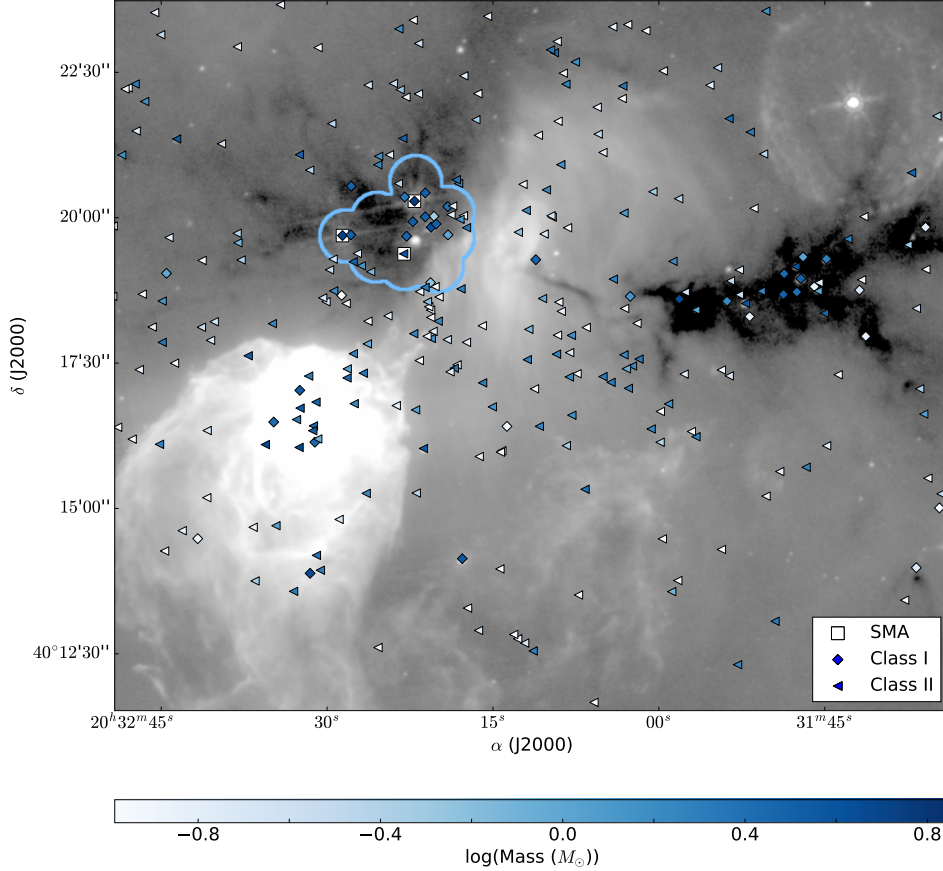 22'30''
20'00''
17'30''
15'00''
40°12'30''
δ (J2000)
20ʰ32ᵐ45ˢ 30ˢ 15ˢ 00ˢ 31ᵐ45ˢ
α (J2000)
SMA
Class I
Class II
−0.8 −0.4 0.0 0.4 0.8
log(Mass (M⊙))